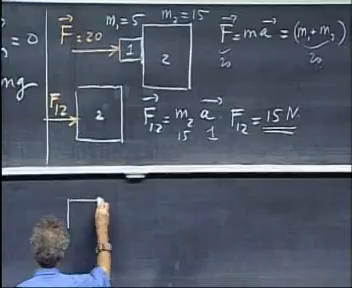 = 0
mg
F⃗ = 20
m₁ = 5   m₂ = 15
1
2
F⃗ = ma⃗ = (m₁ + m₂)
20   20
F₁₂
2
F⃗₁₂ = m₂ a⃗   F₁₂ = 15 N
15   1